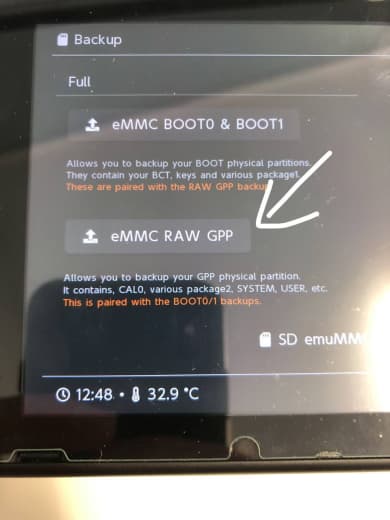 Backup
Full
eMMC BOOT0 & BOOT1
Allows you to backup your BOOT physical partitions.
They contain your BCT, keys and various package1.
These are paired with the RAW GPP backup.
eMMC RAW GPP
Allows you to backup your GPP physical partition.
It contains, CAL0, various package2, SYSTEM, USER, etc.
This is paired with the BOOT0/1 backups.
SD emuMM
12:48 • 32.9 °C